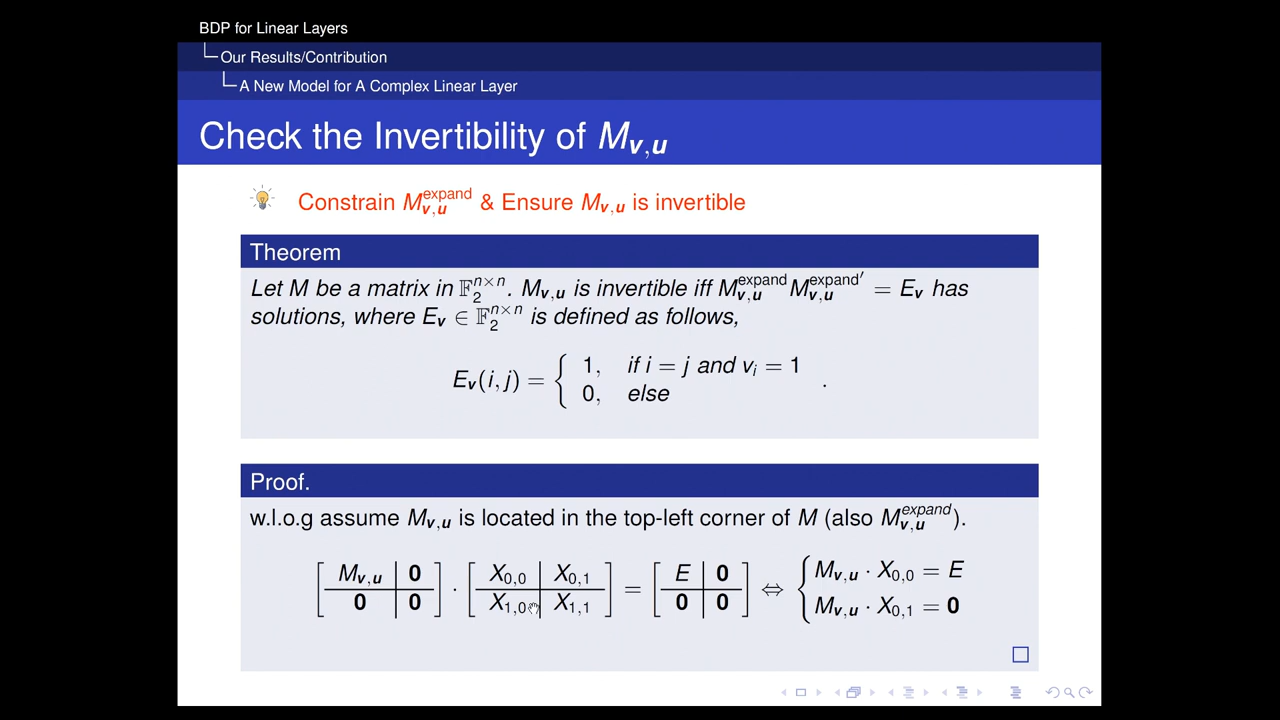 BDP for Linear Layers
Our Results/Contribution
A New Model for A Complex Linear Layer
Check the Invertibility of M_{v,u}
Constrain M_{v,u}^{expand} & Ensure M_{v,u} is invertible
Theorem
Let M be a matrix in 𝔽_2^{n×n}. M_{v,u} is invertible iff M_{v,u}^{expand} M_{v,u}^{expand′} = E_v has
solutions, where E_v ∈ 𝔽_2^{n×n} is defined as follows,
E_v(i, j) = { 1, if i = j and v_i = 1
0, else .
Proof.
w.l.o.g assume M_{v,u} is located in the top-left corner of M (also M_{v,u}^{expand}).
[ M_{v,u} | 0 ] · [ X_{0,0} | X_{0,1} ] = [ E | 0 ] ⇔ { M_{v,u} · X_{0,0} = E
[ 0 | 0 ] [ X_{1,0} | X_{1,1} ] [ 0 | 0 ] M_{v,u} · X_{0,1} = 0